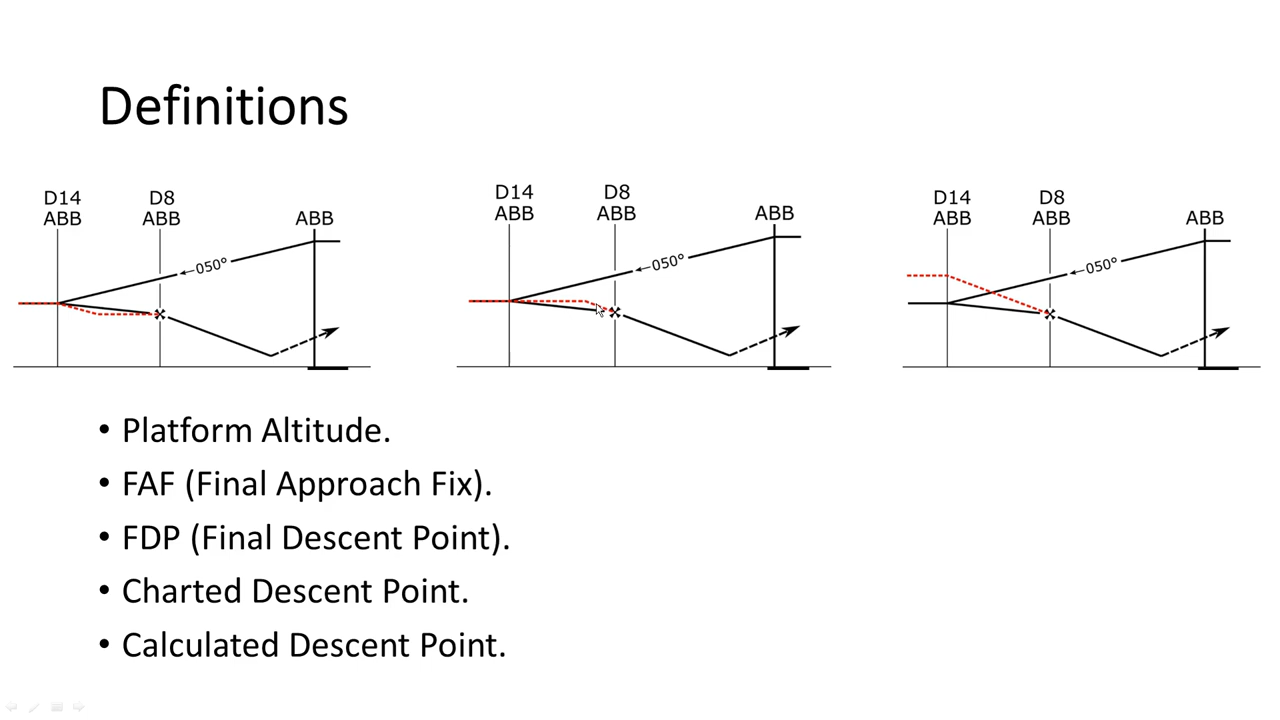 Definitions
D14
ABB
D8
ABB
ABB
050°
D14
ABB
D8
ABB
ABB
050°
D14
ABB
D8
ABB
ABB
050°
• Platform Altitude.
• FAF (Final Approach Fix).
• FDP (Final Descent Point).
• Charted Descent Point.
• Calculated Descent Point.